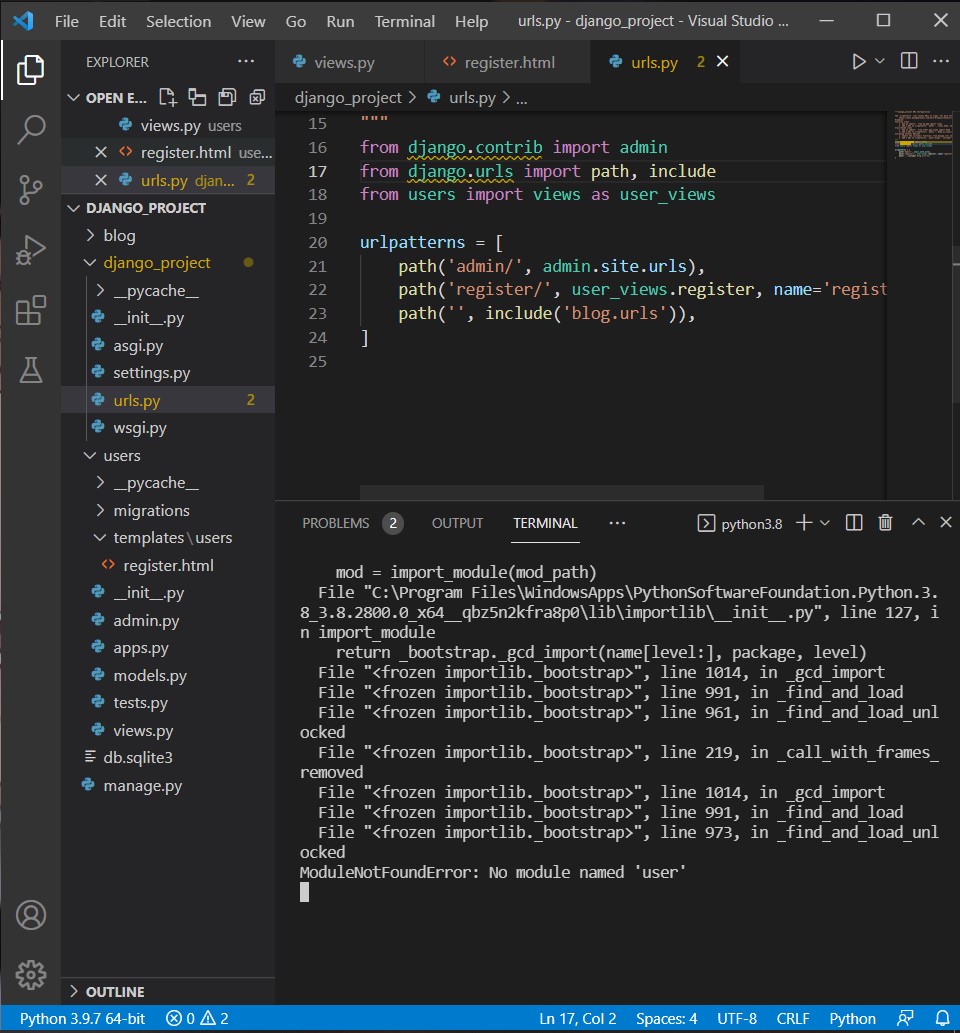 File Edit Selection View Go Run Terminal Help urls.py - django_project - Visual Studio ...
EXPLORER ...
OPEN E...
views.py users
register.html use...
urls.py djan... 2
DJANGO_PROJECT
blog
django_project
__pycache__
__init__.py
asgi.py
settings.py
urls.py 2
wsgi.py
users
__pycache__
migrations
templates\users
register.html
__init__.py
admin.py
apps.py
models.py
tests.py
views.py
db.sqlite3
manage.py
OUTLINE
views.py register.html urls.py 2
django_project > urls.py > ...
15 """
16 from django.contrib import admin
17 from django.urls import path, include
18 from users import views as user_views
19
20 urlpatterns = [
21     path('admin/', admin.site.urls),
22     path('register/', user_views.register, name='regist
23     path('', include('blog.urls')),
24 ]
25
PROBLEMS 2 OUTPUT TERMINAL ... python3.8
    mod = import_module(mod_path)
  File "C:\Program Files\WindowsApps\PythonSoftwareFoundation.Python.3.
8_3.8.2800.0_x64__qbz5n2kfra8p0\lib\importlib\__init__.py", line 127, i
n import_module
    return _bootstrap._gcd_import(name[level:], package, level)
  File "<frozen importlib._bootstrap>", line 1014, in _gcd_import
  File "<frozen importlib._bootstrap>", line 991, in _find_and_load
  File "<frozen importlib._bootstrap>", line 961, in _find_and_load_unl
ocked
  File "<frozen importlib._bootstrap>", line 219, in _call_with_frames_
removed
  File "<frozen importlib._bootstrap>", line 1014, in _gcd_import
  File "<frozen importlib._bootstrap>", line 991, in _find_and_load
  File "<frozen importlib._bootstrap>", line 973, in _find_and_load_unl
ocked
ModuleNotFoundError: No module named 'user'
Python 3.9.7 64-bit 0 2 Ln 17, Col 2 Spaces: 4 UTF-8 CRLF Python